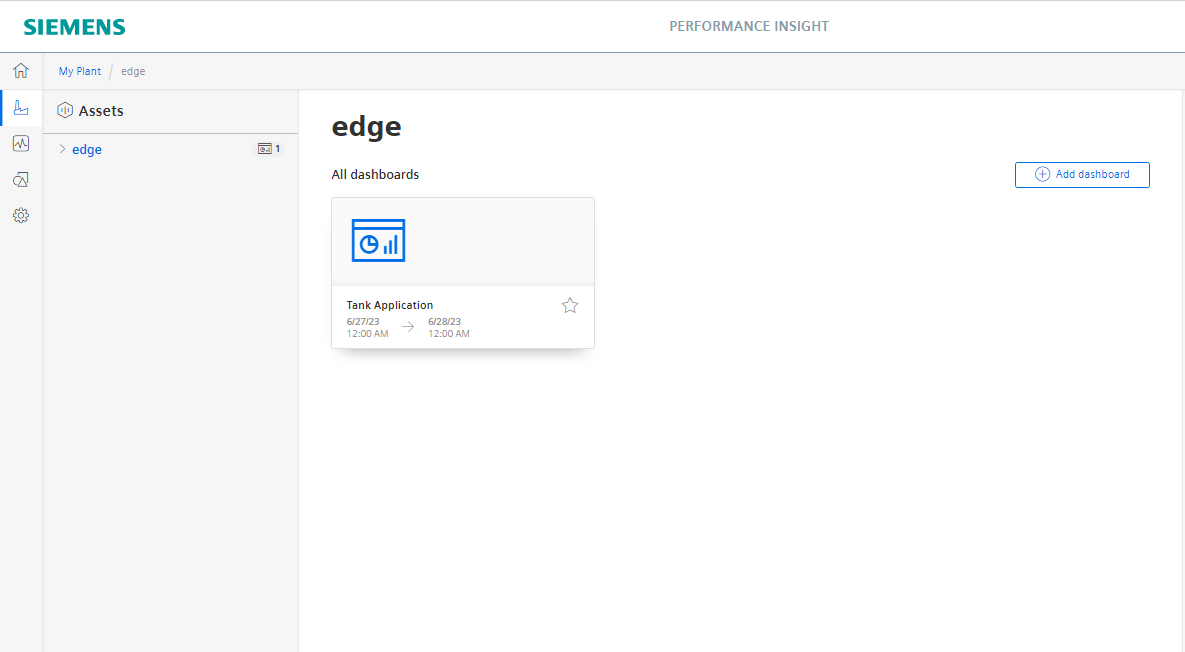 SIEMENS
PERFORMANCE INSIGHT
My Plant / edge
Assets
edge 1
edge
All dashboards
Add dashboard
Tank Application
6/27/23 6/28/23
12:00 AM 12:00 AM